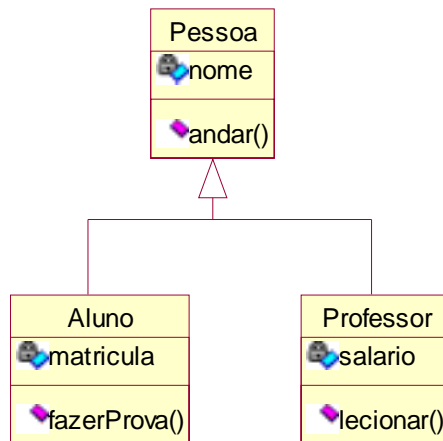 Pessoa
nome
andar()
Aluno
matricula
fazerProva()
Professor
salario
lecionar()